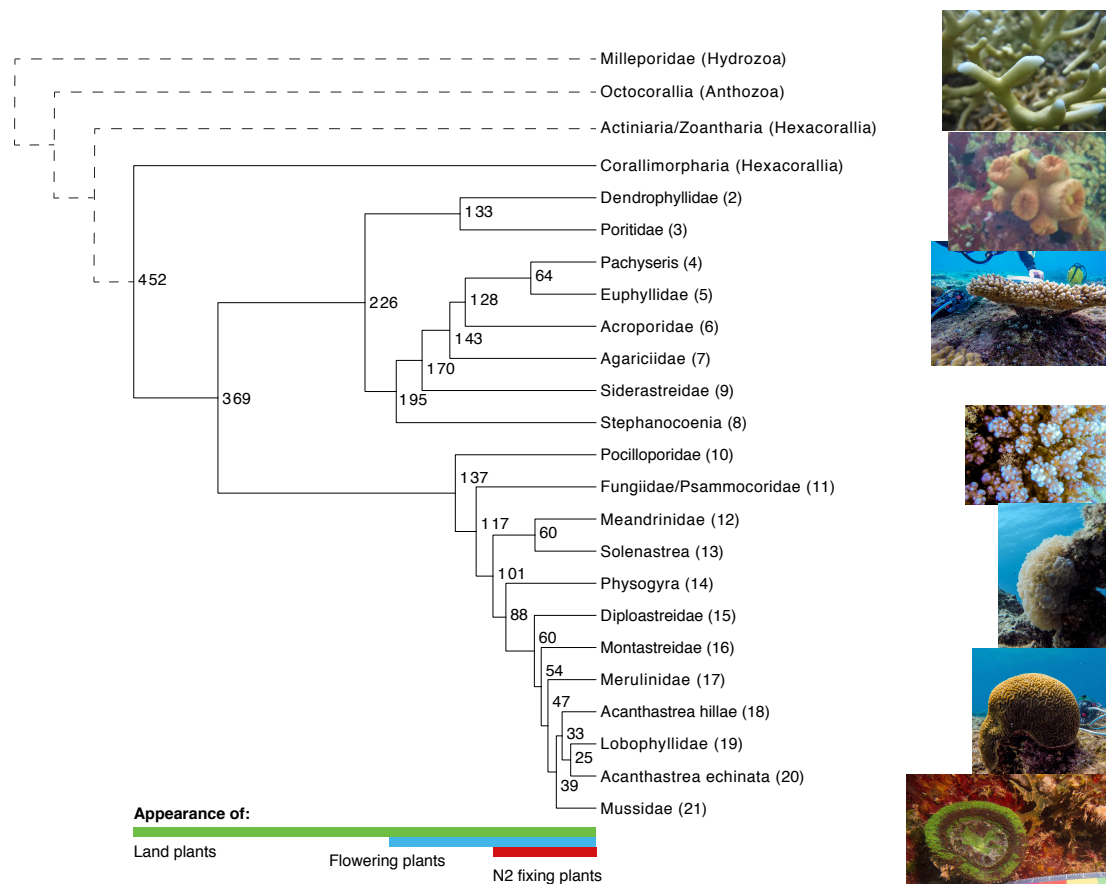 Milleporidae (Hydrozoa)
Octocorallia (Anthozoa)
Actiniaria/Zoantharia (Hexacorallia)
Corallimorpharia (Hexacorallia)
Dendrophyllidae (2)
133
Poritidae (3)
Pachyseris (4)
64
452
Euphyllidae (5)
226
128
Acroporidae (6)
143
Agariciidae (7)
170
Siderastreidae (9)
369
195
Stephanocoenia (8)
Pocilloporidae (10)
137
Fungiidae/Psammocoridae (11)
117
Meandrinidae (12)
60
Solenastrea (13)
101
Physogyra (14)
88
Diploastreidae (15)
60
Montastreidae (16)
54
Merulinidae (17)
47
Acanthastrea hillae (18)
33
Lobophyllidae (19)
25
Acanthastrea echinata (20)
39
Mussidae (21)
Appearance of:
Land plants
Flowering plants
N2 fixing plants